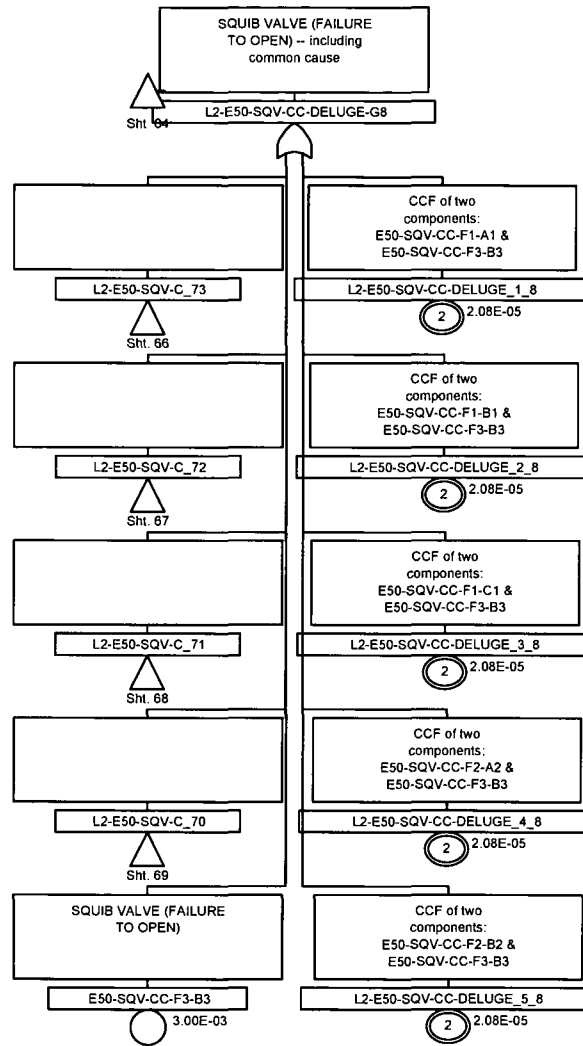 SQUIB VALVE (FAILURE
TO OPEN) -- including
common cause
L2-E50-SQV-CC-DELUGE-G8
Sht. 64
L2-E50-SQV-C_73
Sht. 66
CCF of two
components:
E50-SQV-CC-F1-A1 &
E50-SQV-CC-F3-B3
L2-E50-SQV-CC-DELUGE_1_8
2
2.08E-05
L2-E50-SQV-C_72
Sht. 67
CCF of two
components:
E50-SQV-CC-F1-B1 &
E50-SQV-CC-F3-B3
L2-E50-SQV-CC-DELUGE_2_8
2
2.08E-05
L2-E50-SQV-C_71
Sht. 68
CCF of two
components:
E50-SQV-CC-F1-C1 &
E50-SQV-CC-F3-B3
L2-E50-SQV-CC-DELUGE_3_8
2
2.08E-05
L2-E50-SQV-C_70
Sht. 69
CCF of two
components:
E50-SQV-CC-F2-A2 &
E50-SQV-CC-F3-B3
L2-E50-SQV-CC-DELUGE_4_8
2
2.08E-05
SQUIB VALVE (FAILURE
TO OPEN)
E50-SQV-CC-F3-B3
3.00E-03
CCF of two
components:
E50-SQV-CC-F2-B2 &
E50-SQV-CC-F3-B3
L2-E50-SQV-CC-DELUGE_5_8
2
2.08E-05